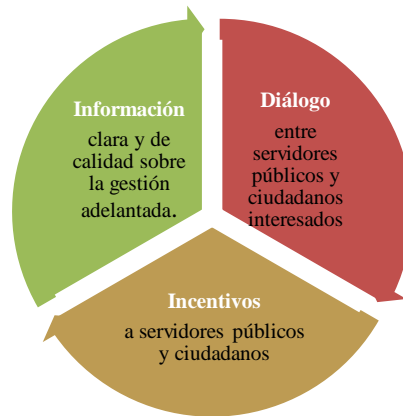 Información
clara y de
calidad sobre
la gestión
adelantada.
Diálogo
entre
servidores
públicos y
ciudadanos
interesados
Incentivos
a servidores públicos
y ciudadanos